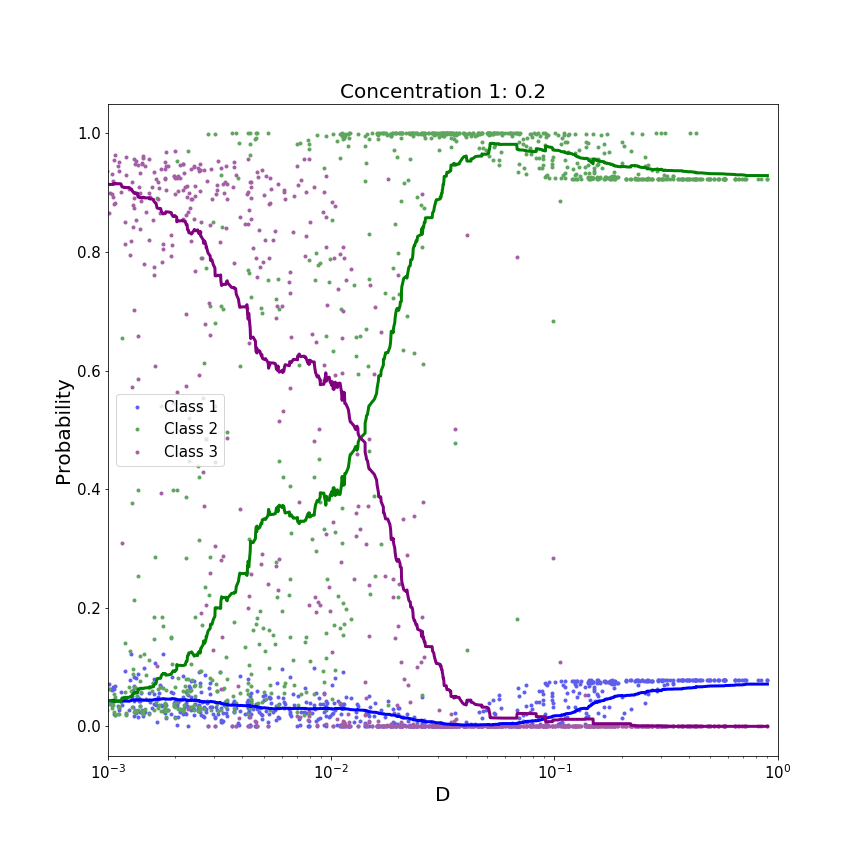 Concentration 1: 0.2
Probability
1.0
0.8
0.6
0.4
0.2
0.0
Class 1
Class 2
Class 3
10⁻³
10⁻²
10⁻¹
10⁰
D